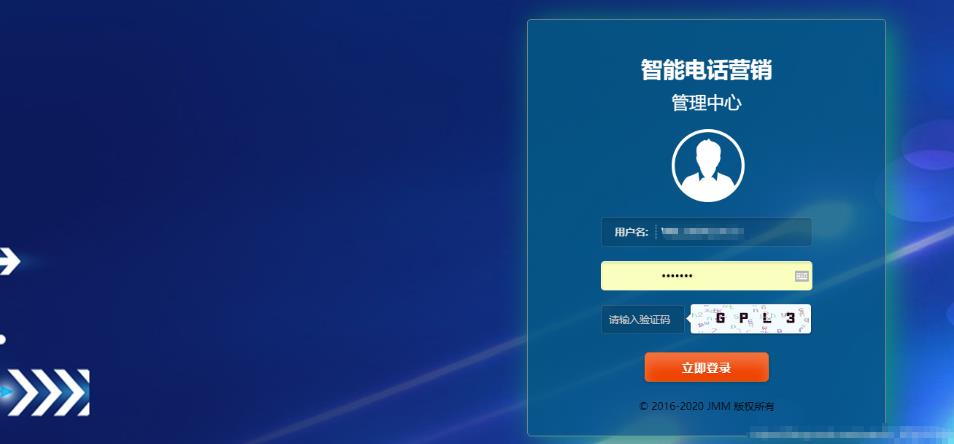 智能电话营销
管理中心
用户名:
•••••••
请输入验证码 G P L 3
立即登录
© 2016-2020 JMM 版权所有